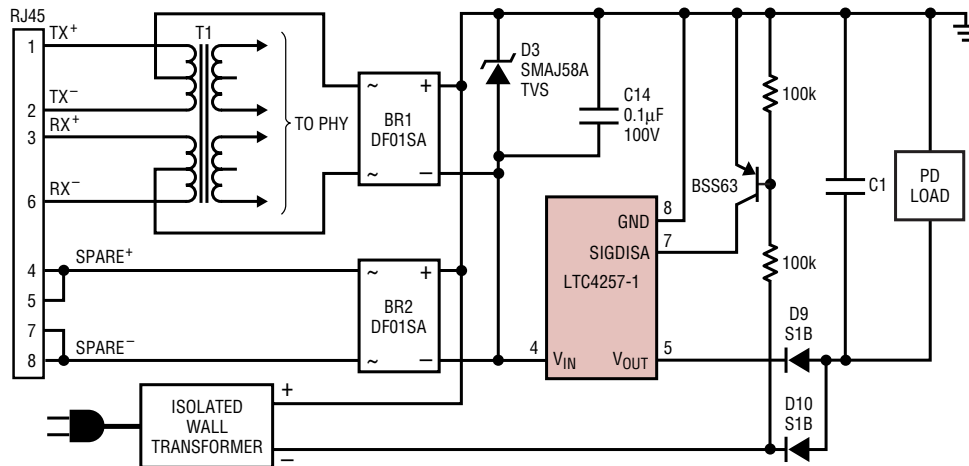 RJ45
1
TX+
2
TX−
3
RX+
6
RX−
4
SPARE+
5
7
8
SPARE−
T1
TO PHY
~
+
BR1
DF01SA
~
−
~
+
BR2
DF01SA
~
−
D3
SMAJ58A
TVS
C14
0.1µF
100V
BSS63
100k
100k
C1
PD
LOAD
GND
8
SIGDISA
7
LTC4257-1
4
VIN
VOUT
5
D9
S1B
D10
S1B
ISOLATED
WALL
TRANSFORMER
+
−